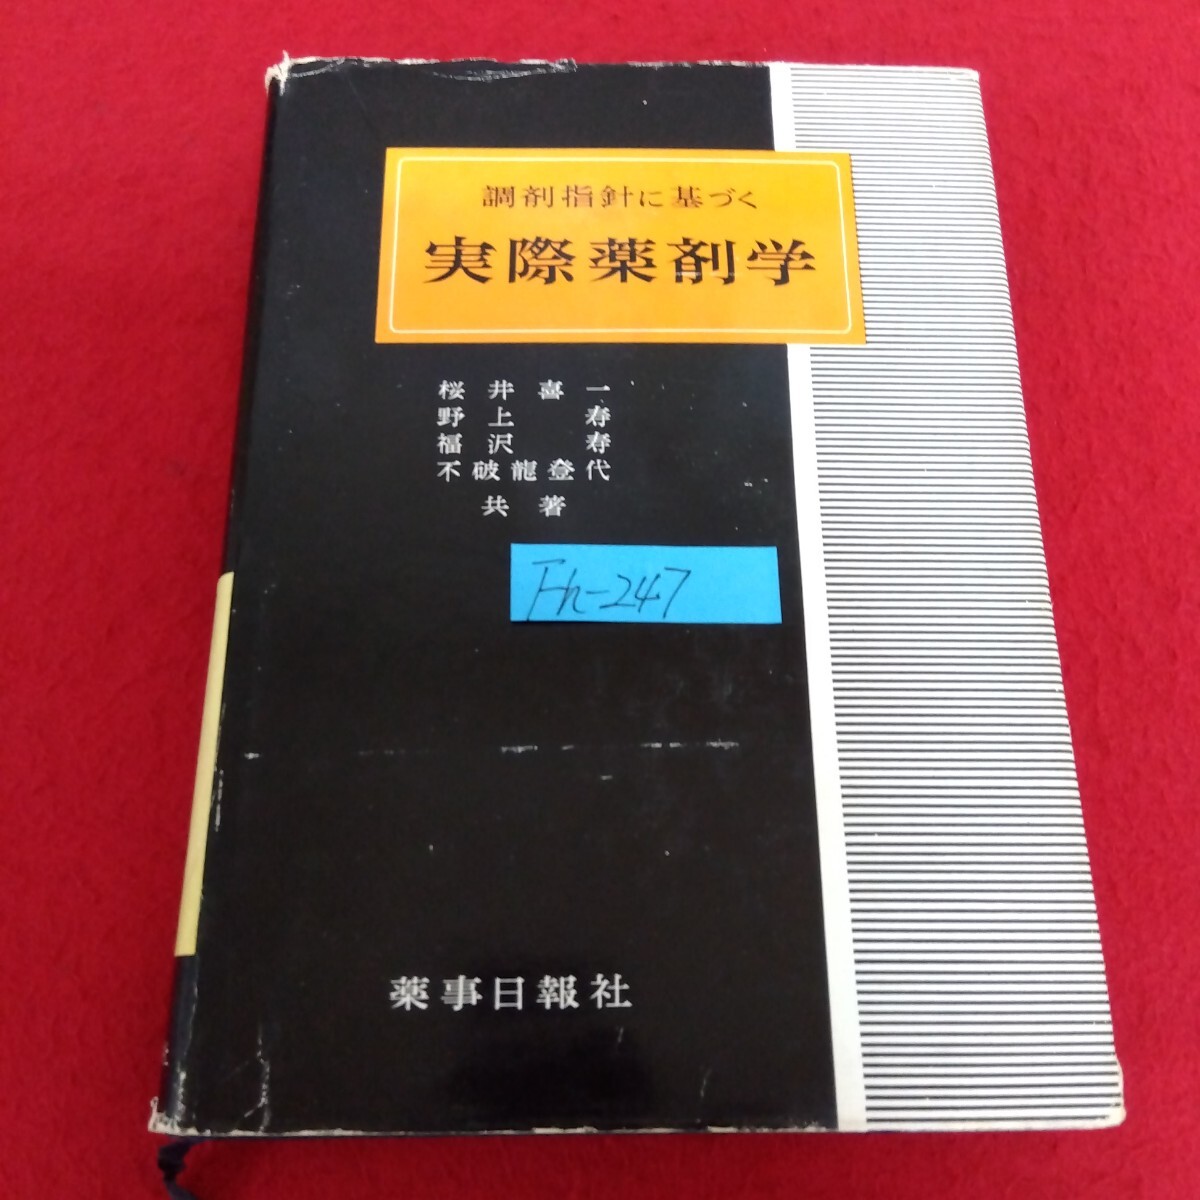 調剤指針に基づく
実際薬剤学
桜井喜一
野上寿
福沢寿
不破龍登代
共著
Fh-247
薬事日報社